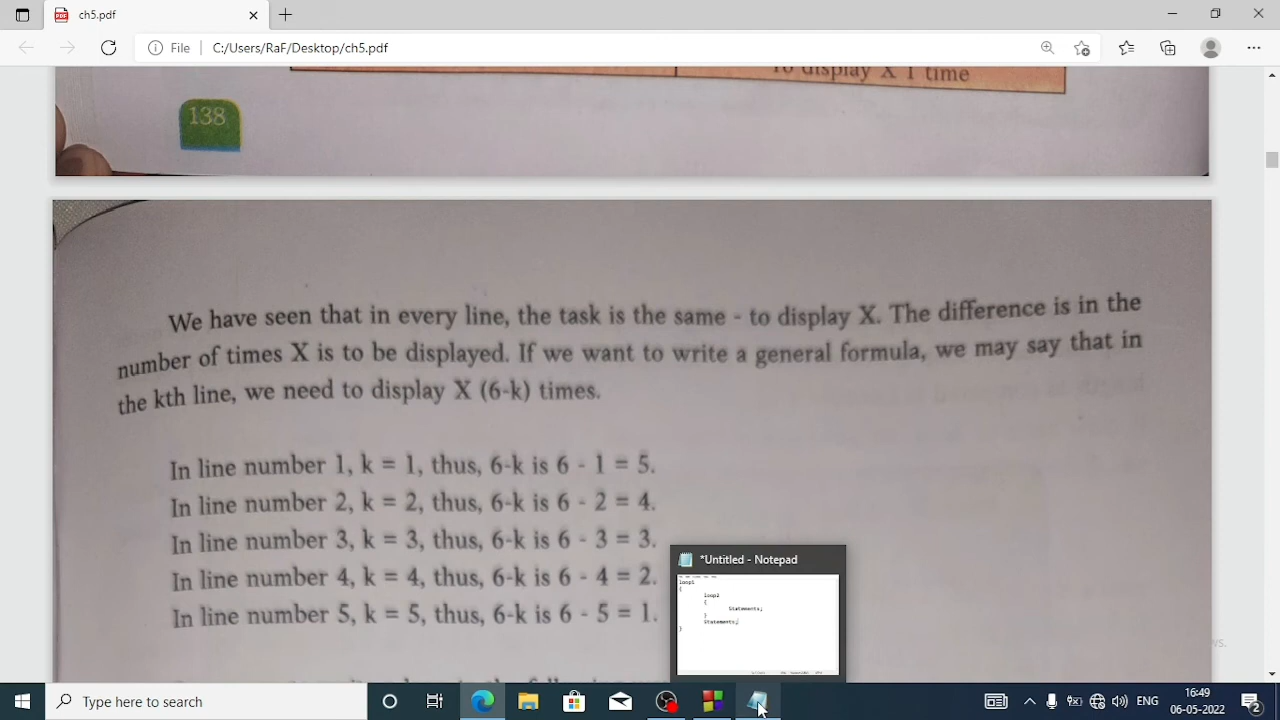 ch5.pdf
File
C:/Users/RaF/Desktop/ch5.pdf
To display X 1 time
138
We have seen that in every line, the task is the same - to display X. The difference is in the
number of times X is to be displayed. If we want to write a general formula, we may say that in
the kth line, we need to display X (6-k) times.
In line number 1, k = 1, thus, 6-k is 6 - 1 = 5.
In line number 2, k = 2, thus, 6-k is 6 - 2 = 4.
In line number 3, k = 3, thus, 6-k is 6 - 3 = 3.
In line number 4, k = 4, thus, 6-k is 6 - 4 = 2.
In line number 5, k = 5, thus, 6-k is 6 - 5 = 1.
*Untitled - Notepad
loop1
{
loop2
{
Statements;
}
Statements;
}
Type here to search
ENG
06-05-2022
2